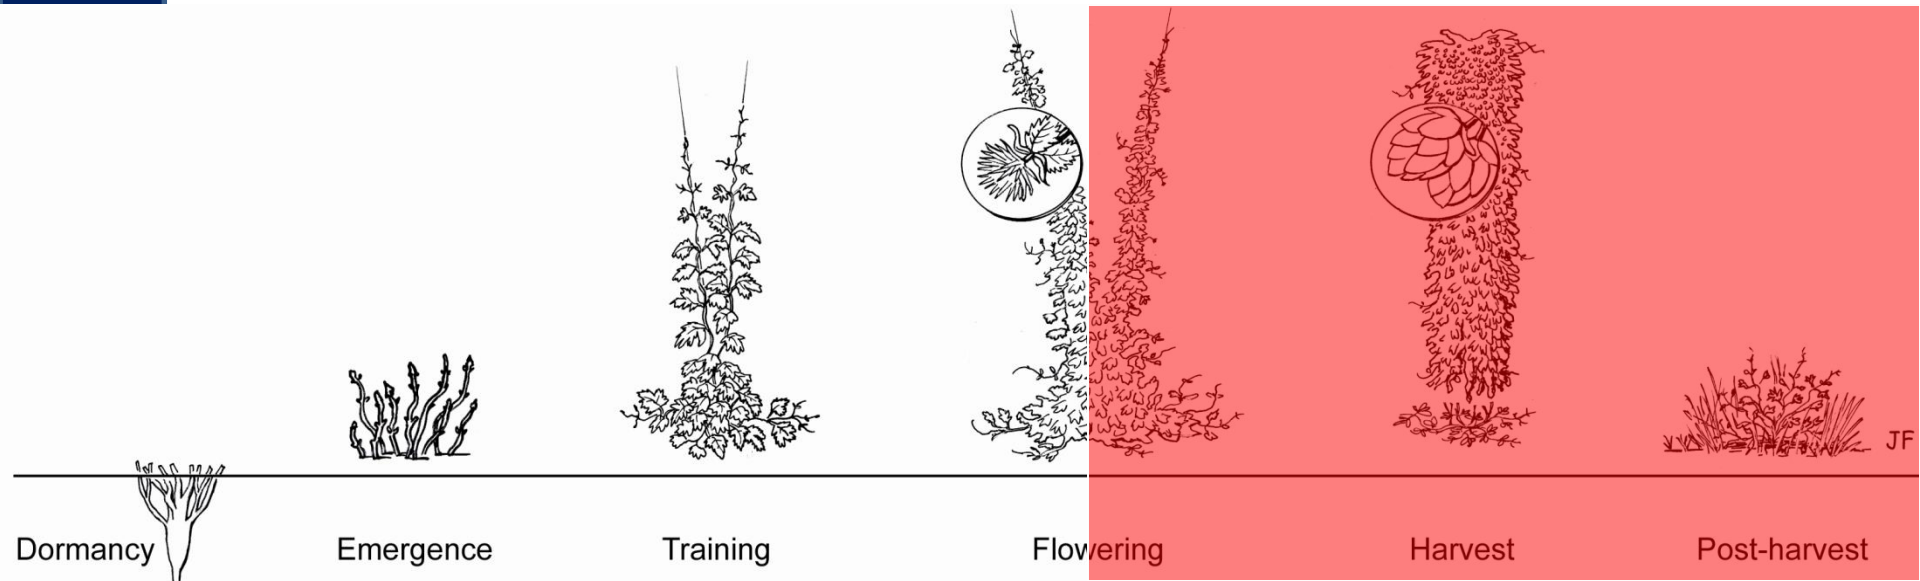 JF
Dormancy
Emergence
Training
Flowering
Harvest
Post-harvest